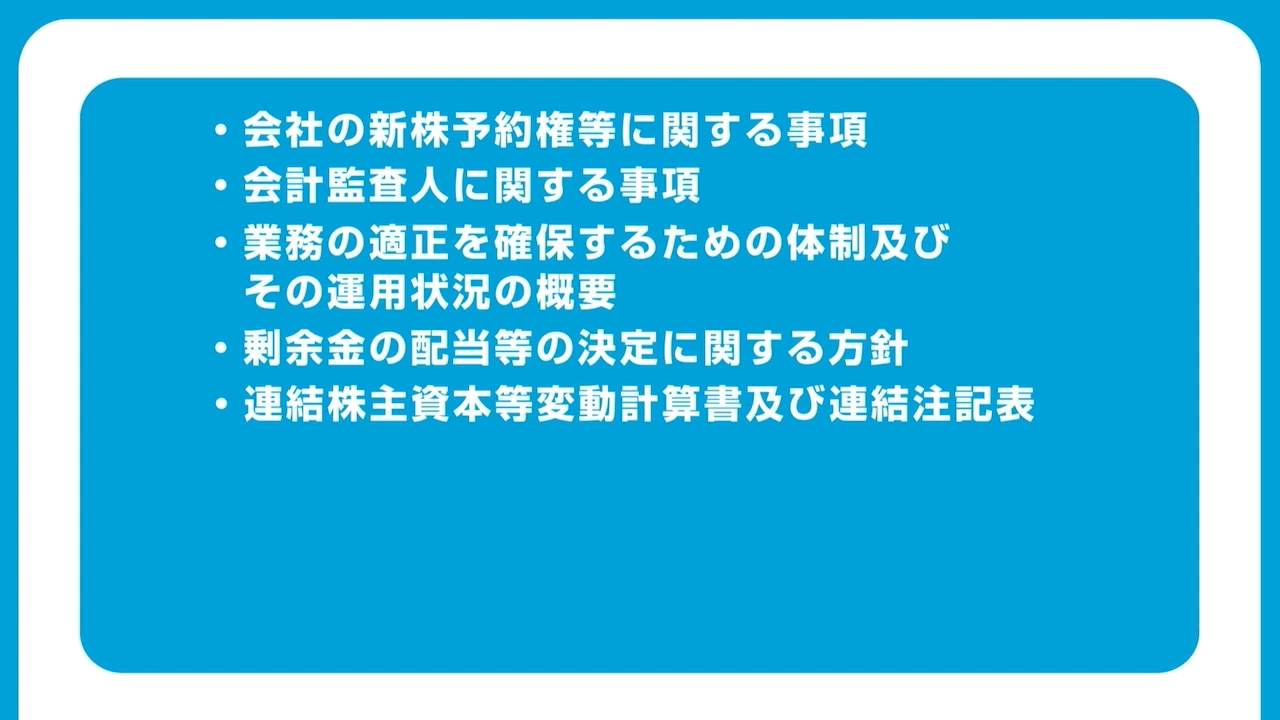 ・会社の新株予約権等に関する事項
・会計監査人に関する事項
・業務の適正を確保するための体制及び
その運用状況の概要
・剰余金の配当等の決定に関する方針
・連結株主資本等変動計算書及び連結注記表